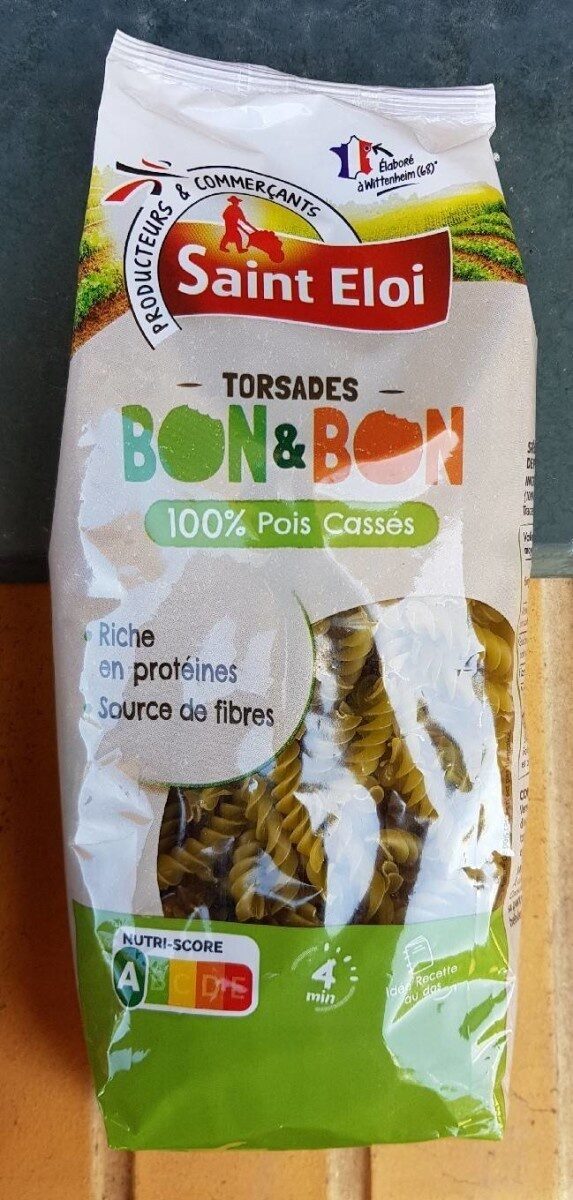 Élaboré
à Wittenheim (68)*
PRODUCTEURS & COMMERÇANTS
Saint Eloi
TORSADES
BON&BON
100% Pois Cassés
Riche
en protéines
Source de fibres
NUTRI-SCORE
A B C D E
4
min
Idée Recette
au dos